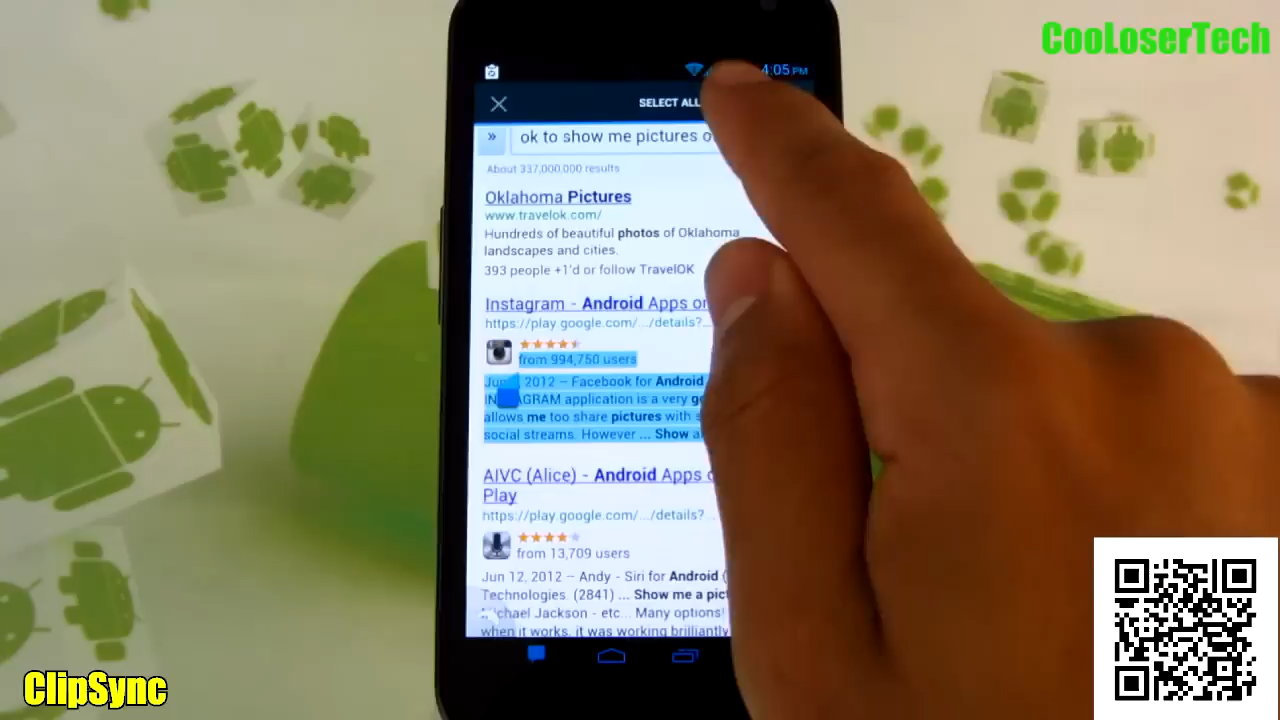 CooLoserTech
4:05 PM
SELECT ALL
» ok to show me pictures o
About 337,000,000 results
Oklahoma Pictures
www.travelok.com/
Hundreds of beautiful photos of Oklahoma
landscapes and cities.
393 people +1'd or follow TravelOK
Instagram - Android Apps on
https://play.google.com/.../details?...
from 994,750 users
2012 – Facebook for Android
application is a very
allows me too share pictures with
social streams. However ... Show
AIVC (Alice) - Android Apps
Play
https://play.google.com/.../details?...
from 13,709 users
Jun 12, 2012 – Andy - Siri for Android (
Technologies. (2841) ... Show me a
Michael Jackson - etc... Many options!
when it works, it was working brilliantly
ClipSync